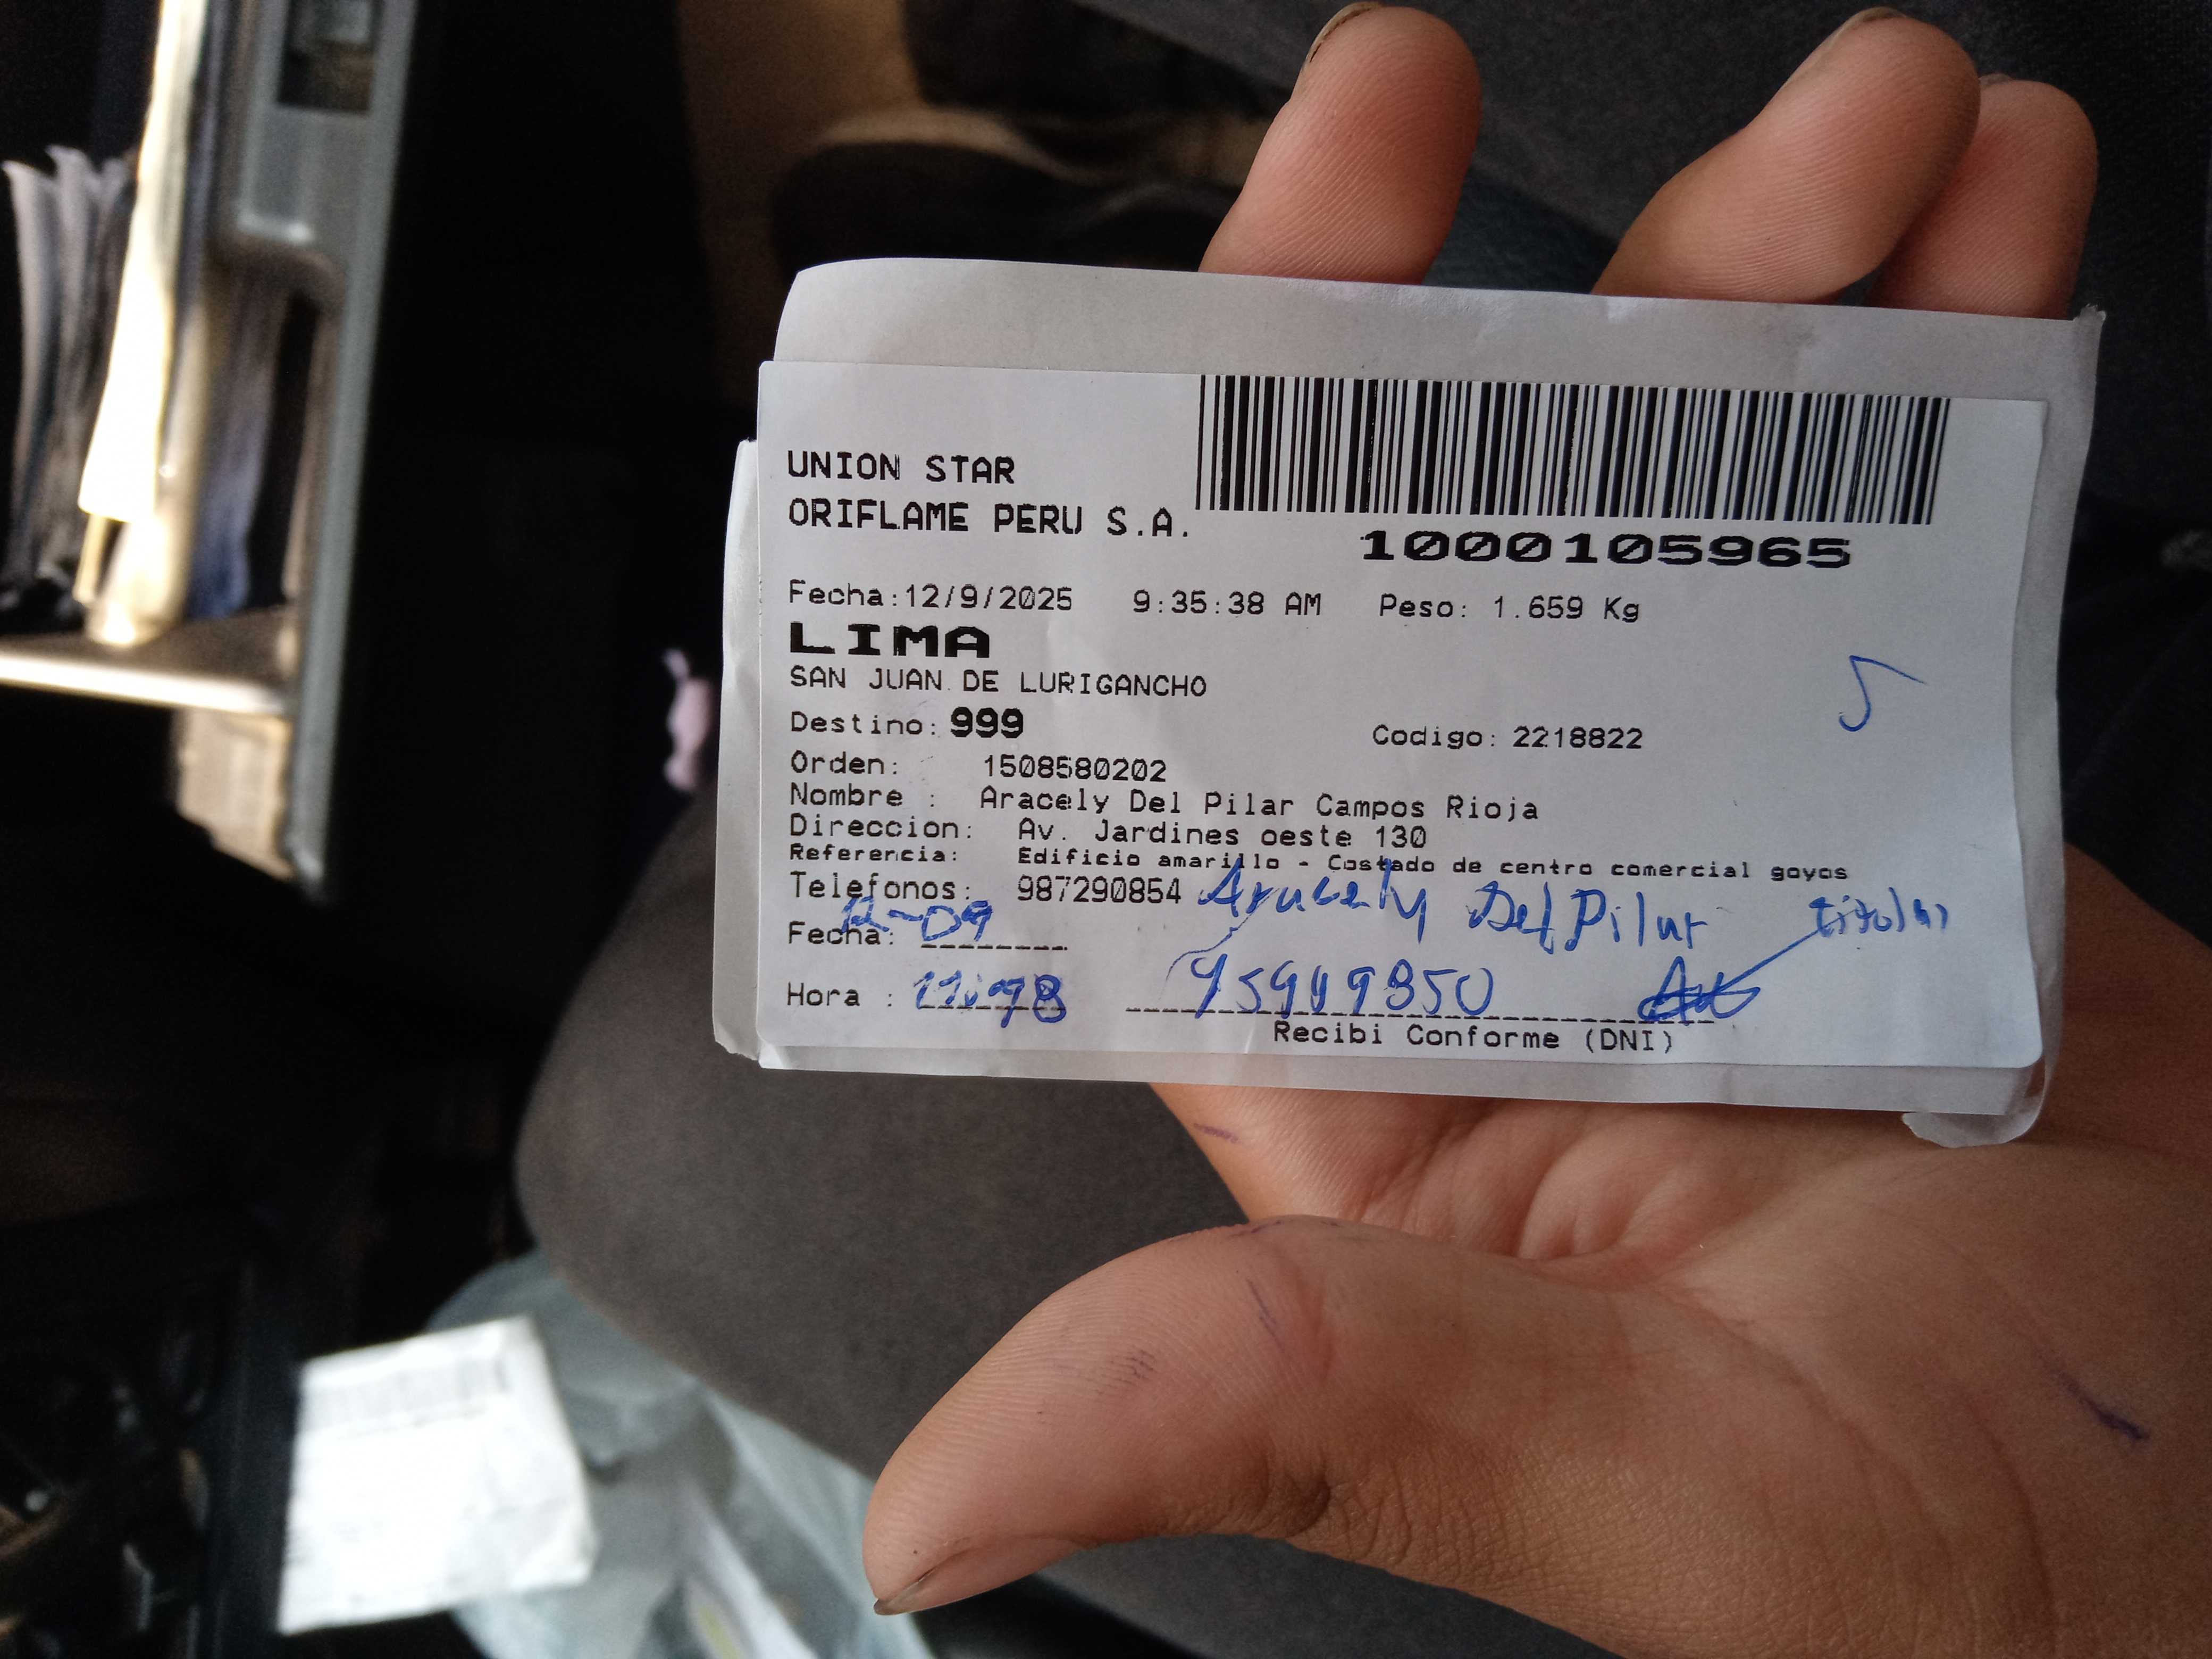 UNION STAR
ORIFLAME PERU S.A.
1000105965
Fecha:12/9/2025 9:35:38 AM Peso: 1.659 Kg
LIMA
SAN JUAN DE LURIGANCHO
5
Destino: 999 Codigo: 2218822
Orden: 1508580202
Nombre : Aracely Del Pilar Campos Rioja
Direccion: Av. Jardines oeste 130
Referencia: Edificio amarillo - Costado de centro comercial goyos
Telefonos: 987290854 Aracely Del Pilar titular
Fecha: 12-09
Hora :
Recibi Conforme (DNI)